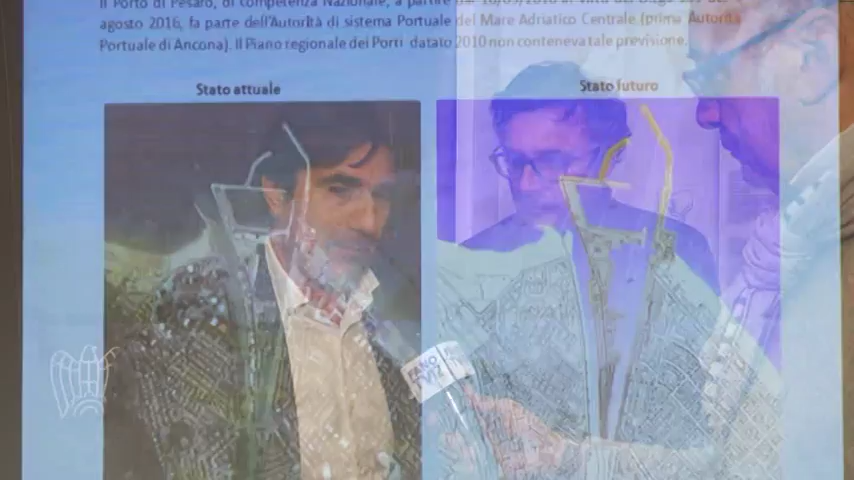 Il Porto di Pesaro, di competenza Nazionale, a partire
agosto 2016, fa parte dell'Autorità di sistema Portuale del Mare Adriatico Centrale (prima Autorità
Portuale di Ancona). Il Piano regionale dei Porti datato 2010 non conteneva tale previsione.
Stato attuale Stato futuro
FANO
TV